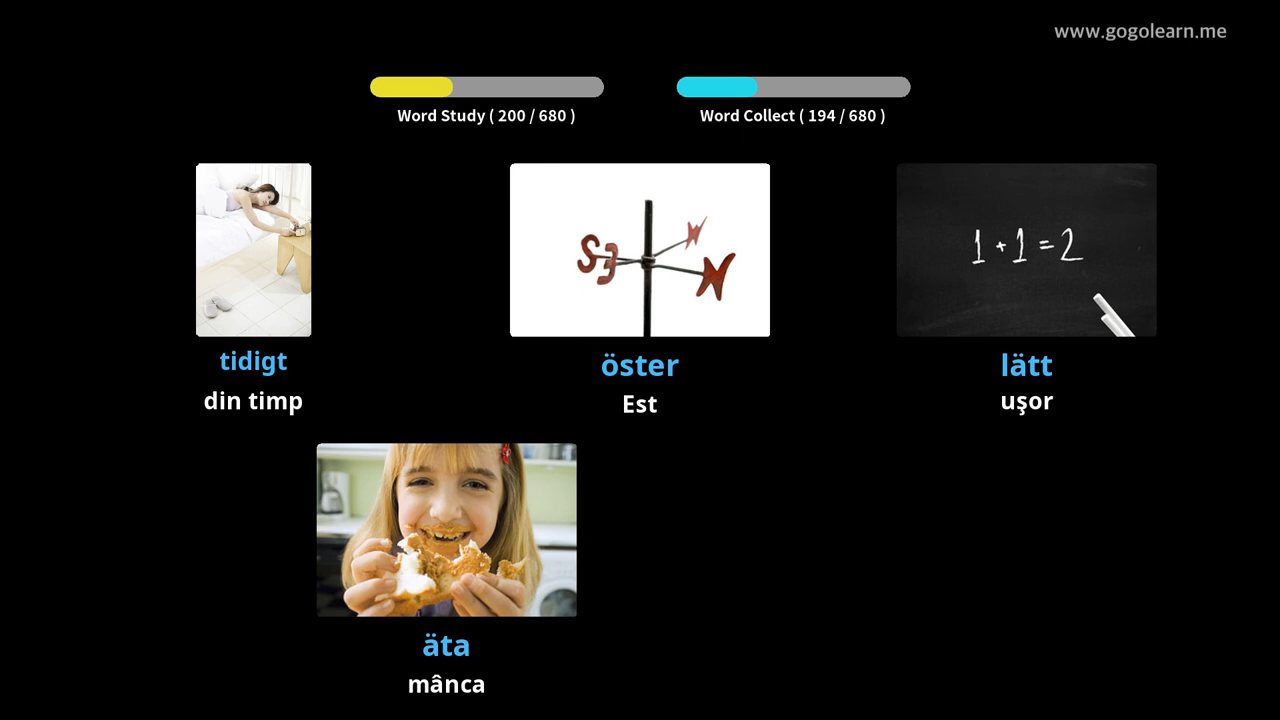 www.gogolearn.me
Word Study ( 200 / 680 )
Word Collect ( 194 / 680 )
S E N N
1 + 1 = 2
tidigt
din timp
öster
Est
lätt
uşor
äta
mânca